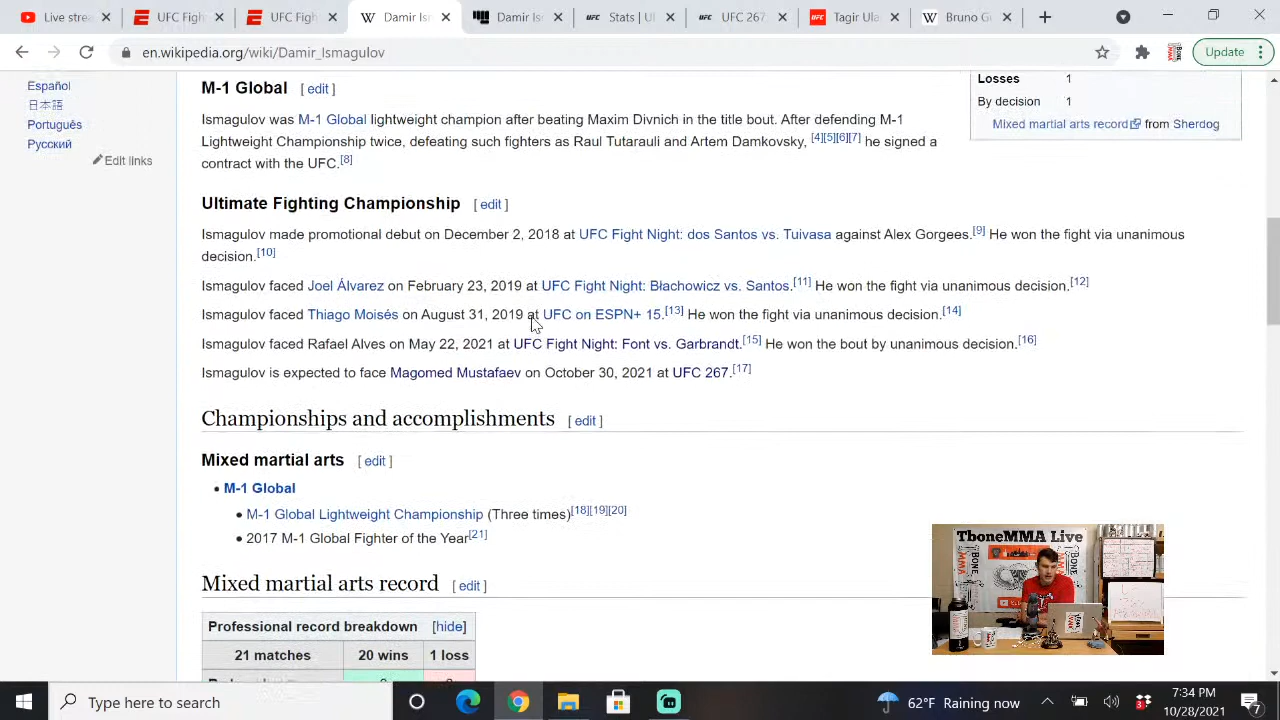 Live stream
UFC Figh
UFC Figh
Damir Ism
Damir Ism
Stats | U
UFC 267
Tagir Ula
Bruno Gu
en.wikipedia.org/wiki/Damir_Ismagulov
Update
Español
日本語
Português
Русский
Edit links
Losses 1
By decision 1
Mixed martial arts record from Sherdog
M-1 Global [ edit ]
Ismagulov was M-1 Global lightweight champion after beating Maxim Divnich in the title bout. After defending M-1
Lightweight Championship twice, defeating such fighters as Raul Tutarauli and Artem Damkovsky, [4][5][6][7] he signed a
contract with the UFC.[8]
Ultimate Fighting Championship [ edit ]
Ismagulov made promotional debut on December 2, 2018 at UFC Fight Night: dos Santos vs. Tuivasa against Alex Gorgees.[9] He won the fight via unanimous
decision.[10]
Ismagulov faced Joel Álvarez on February 23, 2019 at UFC Fight Night: Błachowicz vs. Santos.[11] He won the fight via unanimous decision.[12]
Ismagulov faced Thiago Moisés on August 31, 2019 at UFC on ESPN+ 15.[13] He won the fight via unanimous decision.[14]
Ismagulov faced Rafael Alves on May 22, 2021 at UFC Fight Night: Font vs. Garbrandt.[15] He won the bout by unanimous decision.[16]
Ismagulov is expected to face Magomed Mustafaev on October 30, 2021 at UFC 267.[17]
Championships and accomplishments [ edit ]
Mixed martial arts [ edit ]
• M-1 Global
• M-1 Global Lightweight Championship (Three times)[18][19][20]
• 2017 M-1 Global Fighter of the Year[21]
Mixed martial arts record [ edit ]
Professional record breakdown [hide]
21 matches 20 wins 1 loss
TboneMMA Live
Type here to search
62°F Raining now
7:34 PM
10/28/2021
7